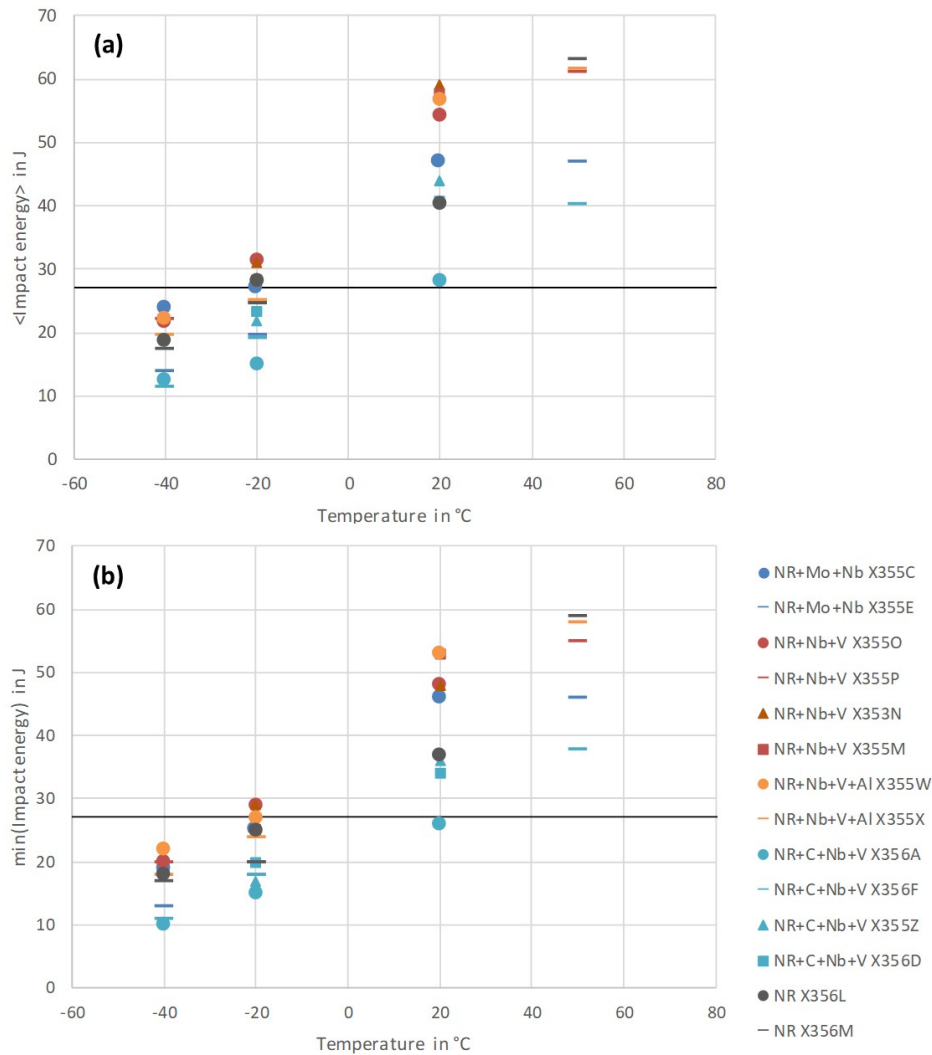 (a)
70
60
50
40
30
20
10
0
<Impact energy> in J
-60 -40 -20 0 20 40 60 80
Temperature in °C
(b)
70
60
50
40
30
20
10
0
min(Impact energy) in J
-60 -40 -20 0 20 40 60 80
Temperature in °C
NR+Mo+Nb X355C
NR+Mo+Nb X355E
NR+Nb+V X355O
NR+Nb+V X355P
NR+Nb+V X353N
NR+Nb+V X355M
NR+Nb+V+Al X355W
NR+Nb+V+Al X355X
NR+C+Nb+V X356A
NR+C+Nb+V X356F
NR+C+Nb+V X355Z
NR+C+Nb+V X356D
NR X356L
NR X356M